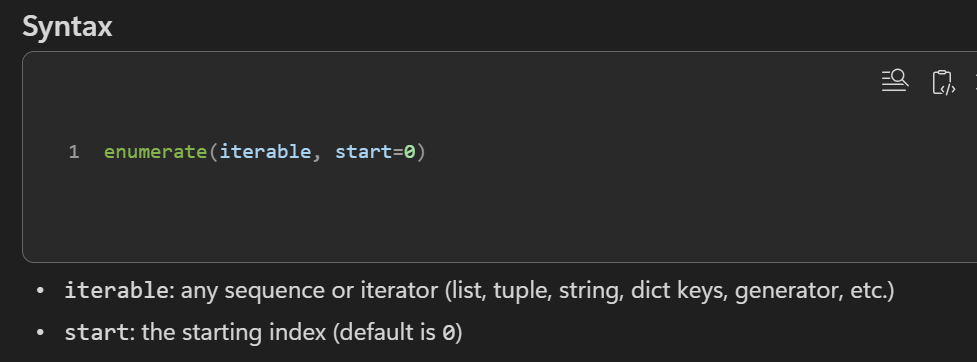 Syntax
1 enumerate(iterable, start=0)
• iterable: any sequence or iterator (list, tuple, string, dict keys, generator, etc.)
• start: the starting index (default is 0)